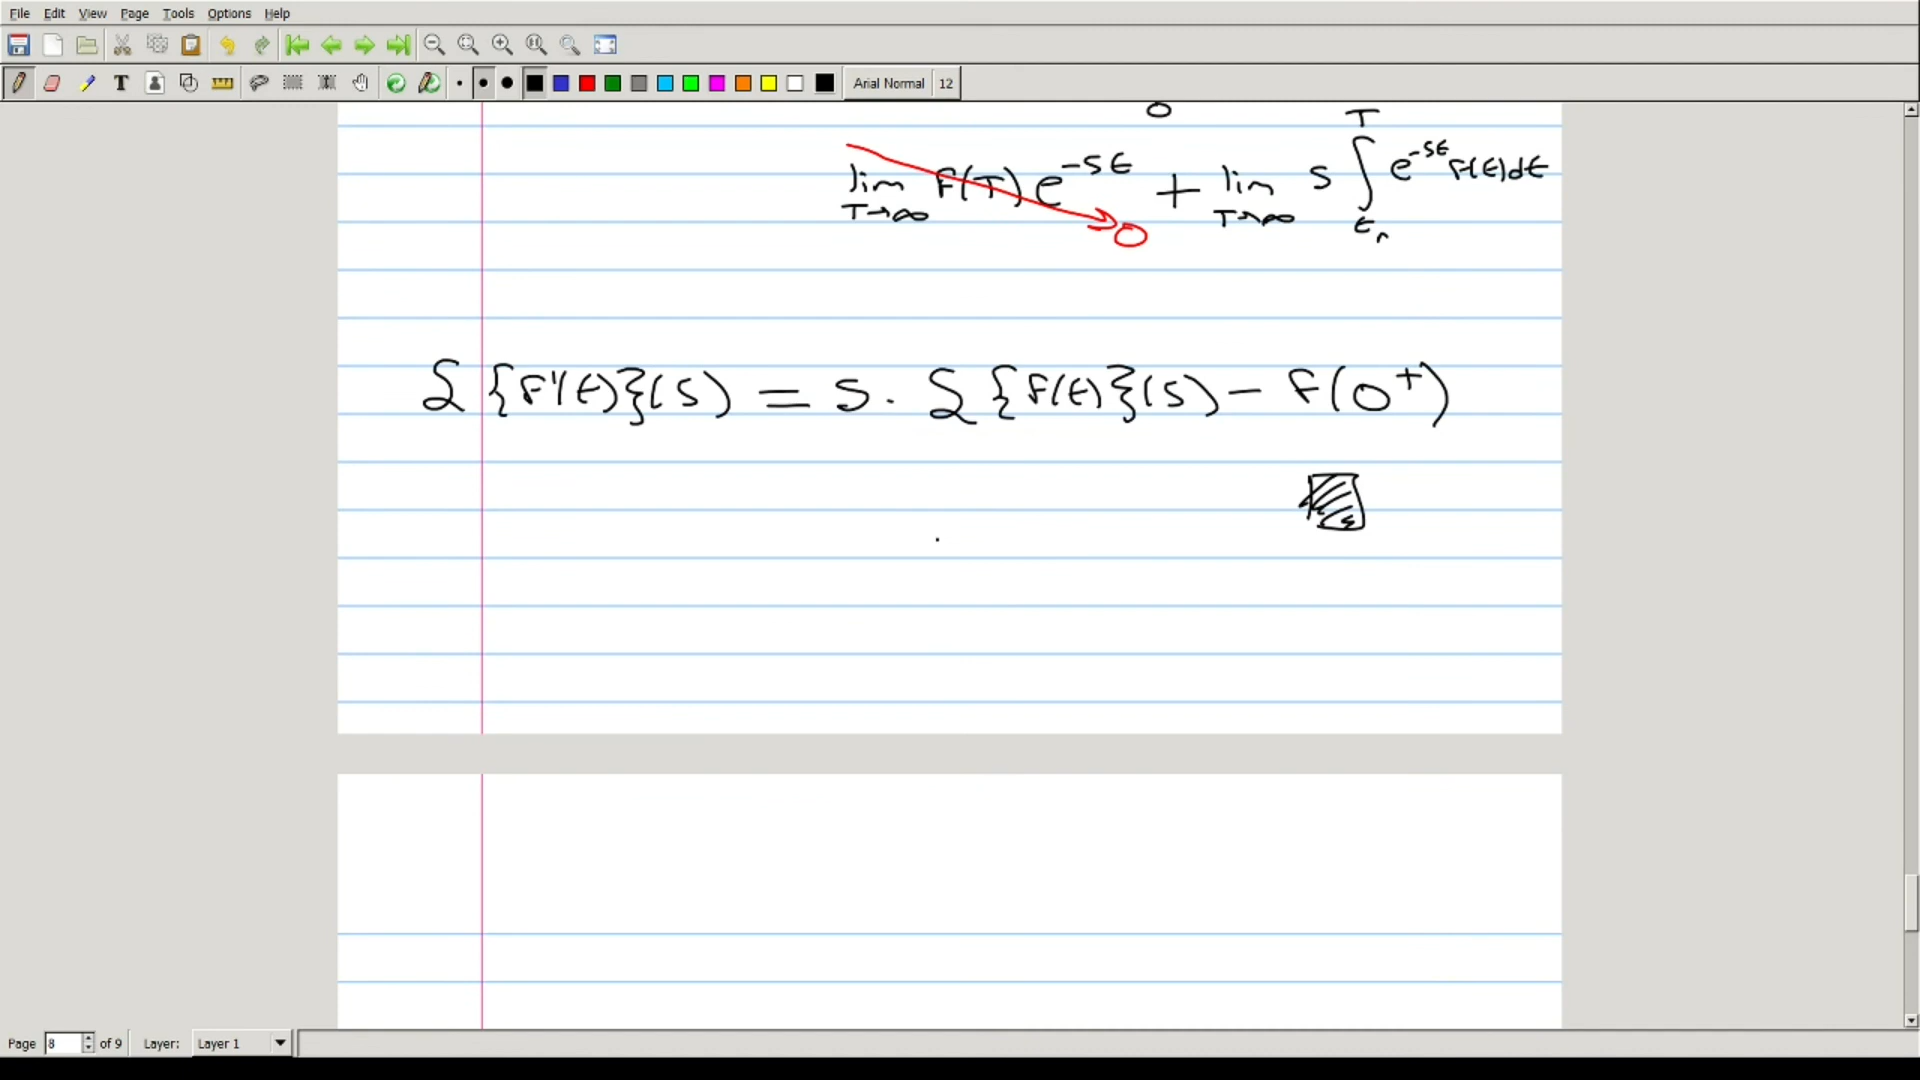 File Edit View Page Tools Options Help
Arial Normal 12
0
lim T→∞ F(T) e^{-st} + lim T→∞ s ∫_{t_n}^{T} e^{-st} f(t)dt
0
ℒ{F'(t)}(s) = s · ℒ{F(t)}(s) − F(0⁺)
Page 8 of 9 Layer: Layer 1